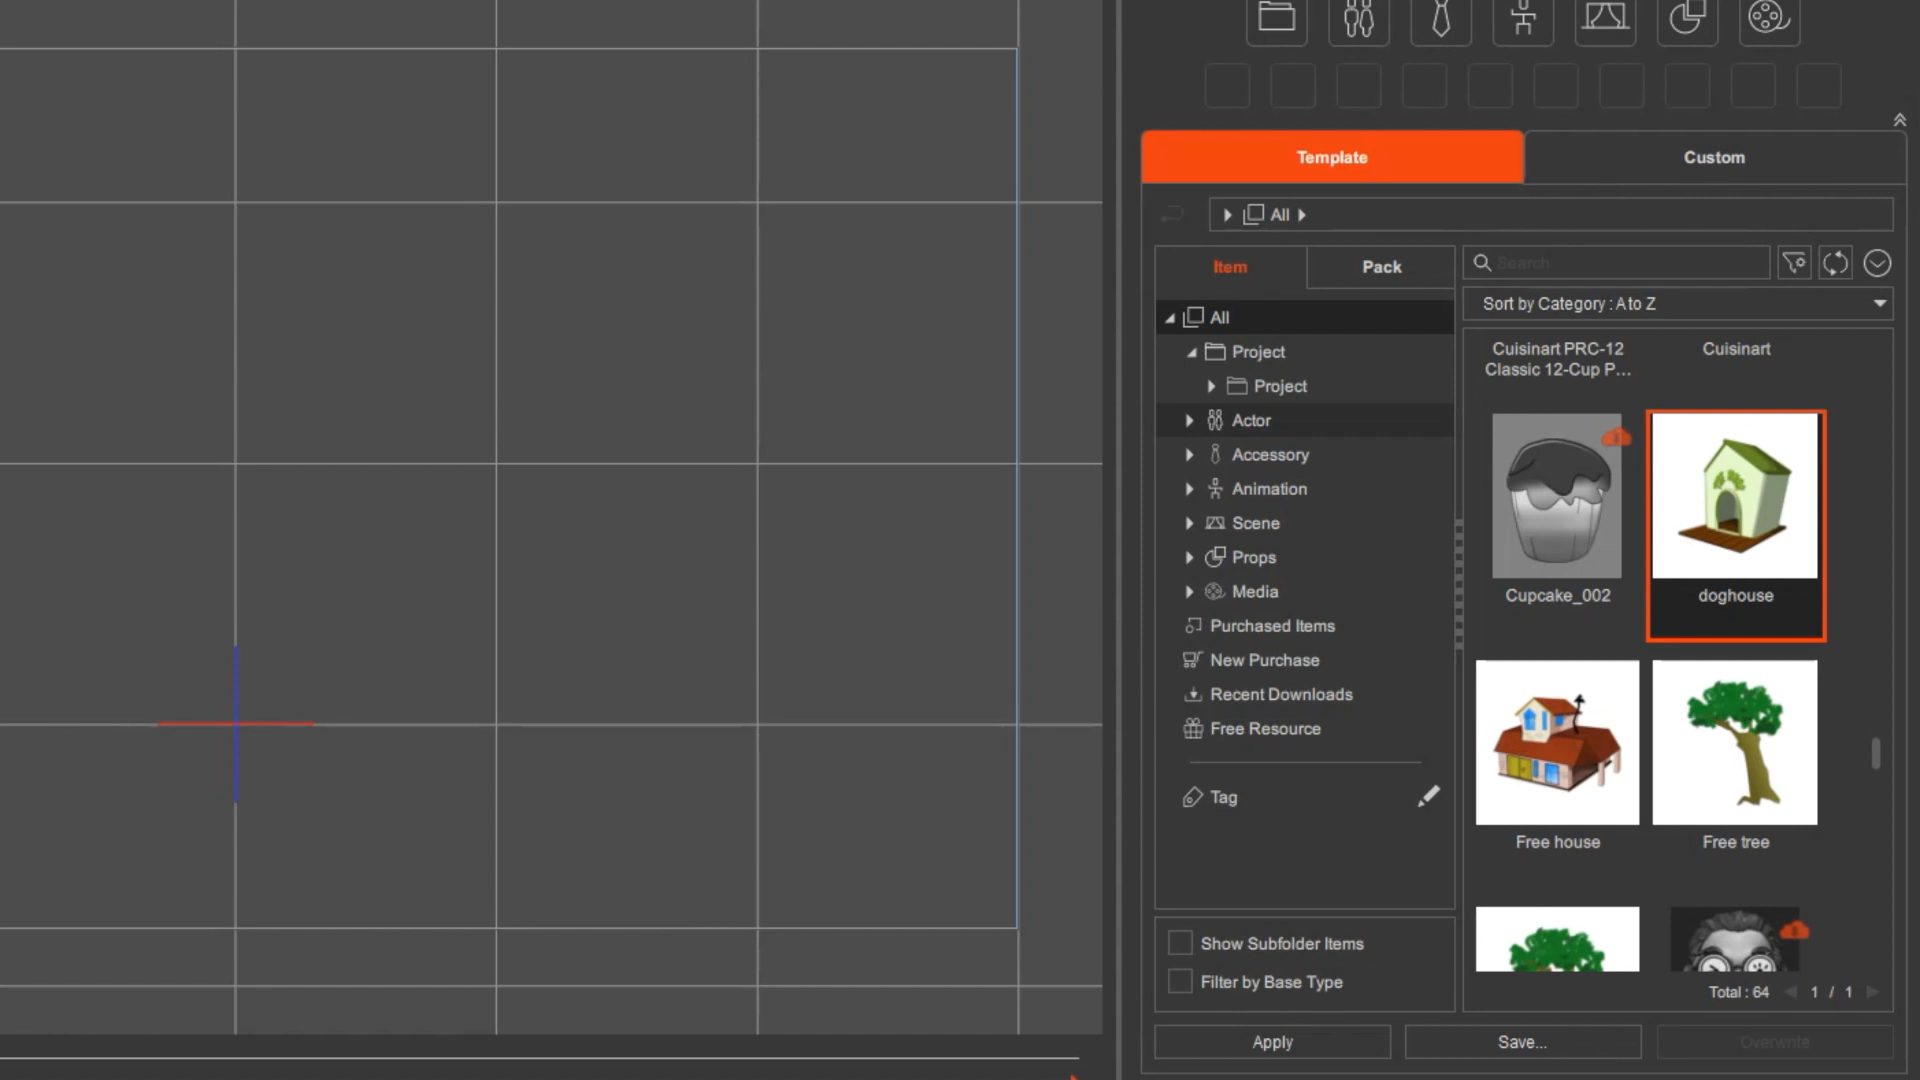 Template
Custom
All
Item
Pack
Search
Sort by Category : A to Z
All
Project
Project
Actor
Accessory
Animation
Scene
Props
Media
Purchased Items
New Purchase
Recent Downloads
Free Resource
Tag
Show Subfolder Items
Filter by Base Type
Cuisinart PRC-12
Classic 12-Cup P...
Cuisinart
Cupcake_002
doghouse
Free house
Free tree
Total : 64
1 / 1
Apply
Save...
Overwrite